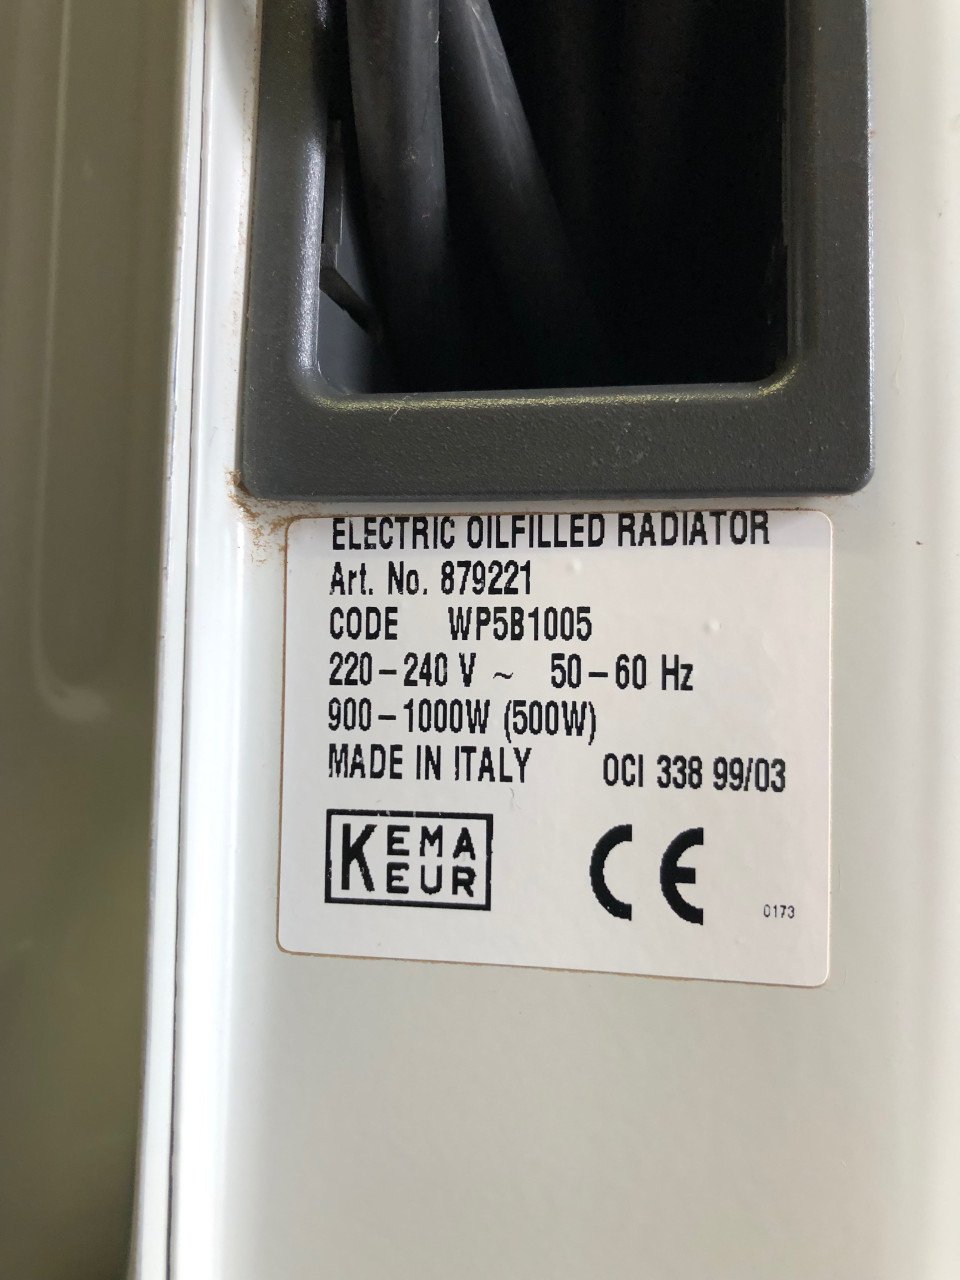 ELECTRIC OILFILLED RADIATOR
Art. No. 879221
CODE WP5B1005
220–240 V ~ 50–60 Hz
900–1000W (500W)
MADE IN ITALY OCI 338 99/03
KEMA
EUR
CE
0173